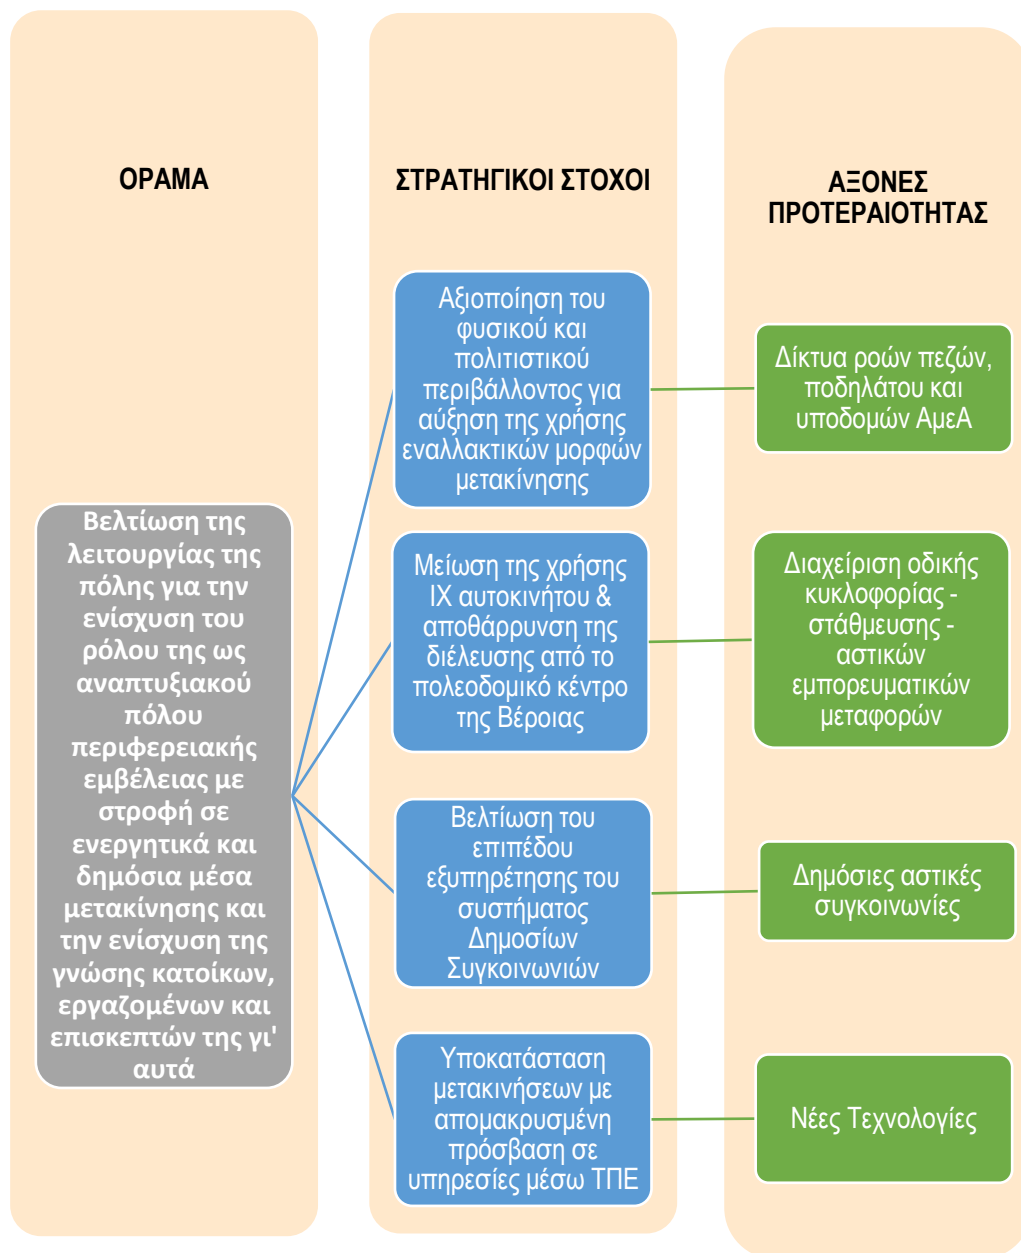 ΟΡΑΜΑ
Βελτίωση της
λειτουργίας της
πόλης για την
ενίσχυση του
ρόλου της ως
αναπτυξιακού
πόλου
περιφερειακής
εμβέλειας με
στροφή σε
ενεργητικά και
δημόσια μέσα
μετακίνησης και
την ενίσχυση της
γνώσης κατοίκων,
εργαζομένων και
επισκεπτών της γι'
αυτά
ΣΤΡΑΤΗΓΙΚΟΙ ΣΤΟΧΟΙ
Αξιοποίηση του
φυσικού και
πολιτιστικού
περιβάλλοντος για
αύξηση της χρήσης
εναλλακτικών μορφών
μετακίνησης
Μείωση της χρήσης
ΙΧ αυτοκινήτου &
αποθάρρυνση της
διέλευσης από το
πολεοδομικό κέντρο
της Βέροιας
Βελτίωση του
επιπέδου
εξυπηρέτησης του
συστήματος
Δημοσίων
Συγκοινωνιών
Υποκατάσταση
μετακινήσεων με
απομακρυσμένη
πρόσβαση σε
υπηρεσίες μέσω ΤΠΕ
ΑΞΟΝΕΣ
ΠΡΟΤΕΡΑΙΟΤΗΤΑΣ
Δίκτυα ροών πεζών,
ποδηλάτου και
υποδομών ΑμεΑ
Διαχείριση οδικής
κυκλοφορίας -
στάθμευσης -
αστικών
εμπορευματικών
μεταφορών
Δημόσιες αστικές
συγκοινωνίες
Νέες Τεχνολογίες